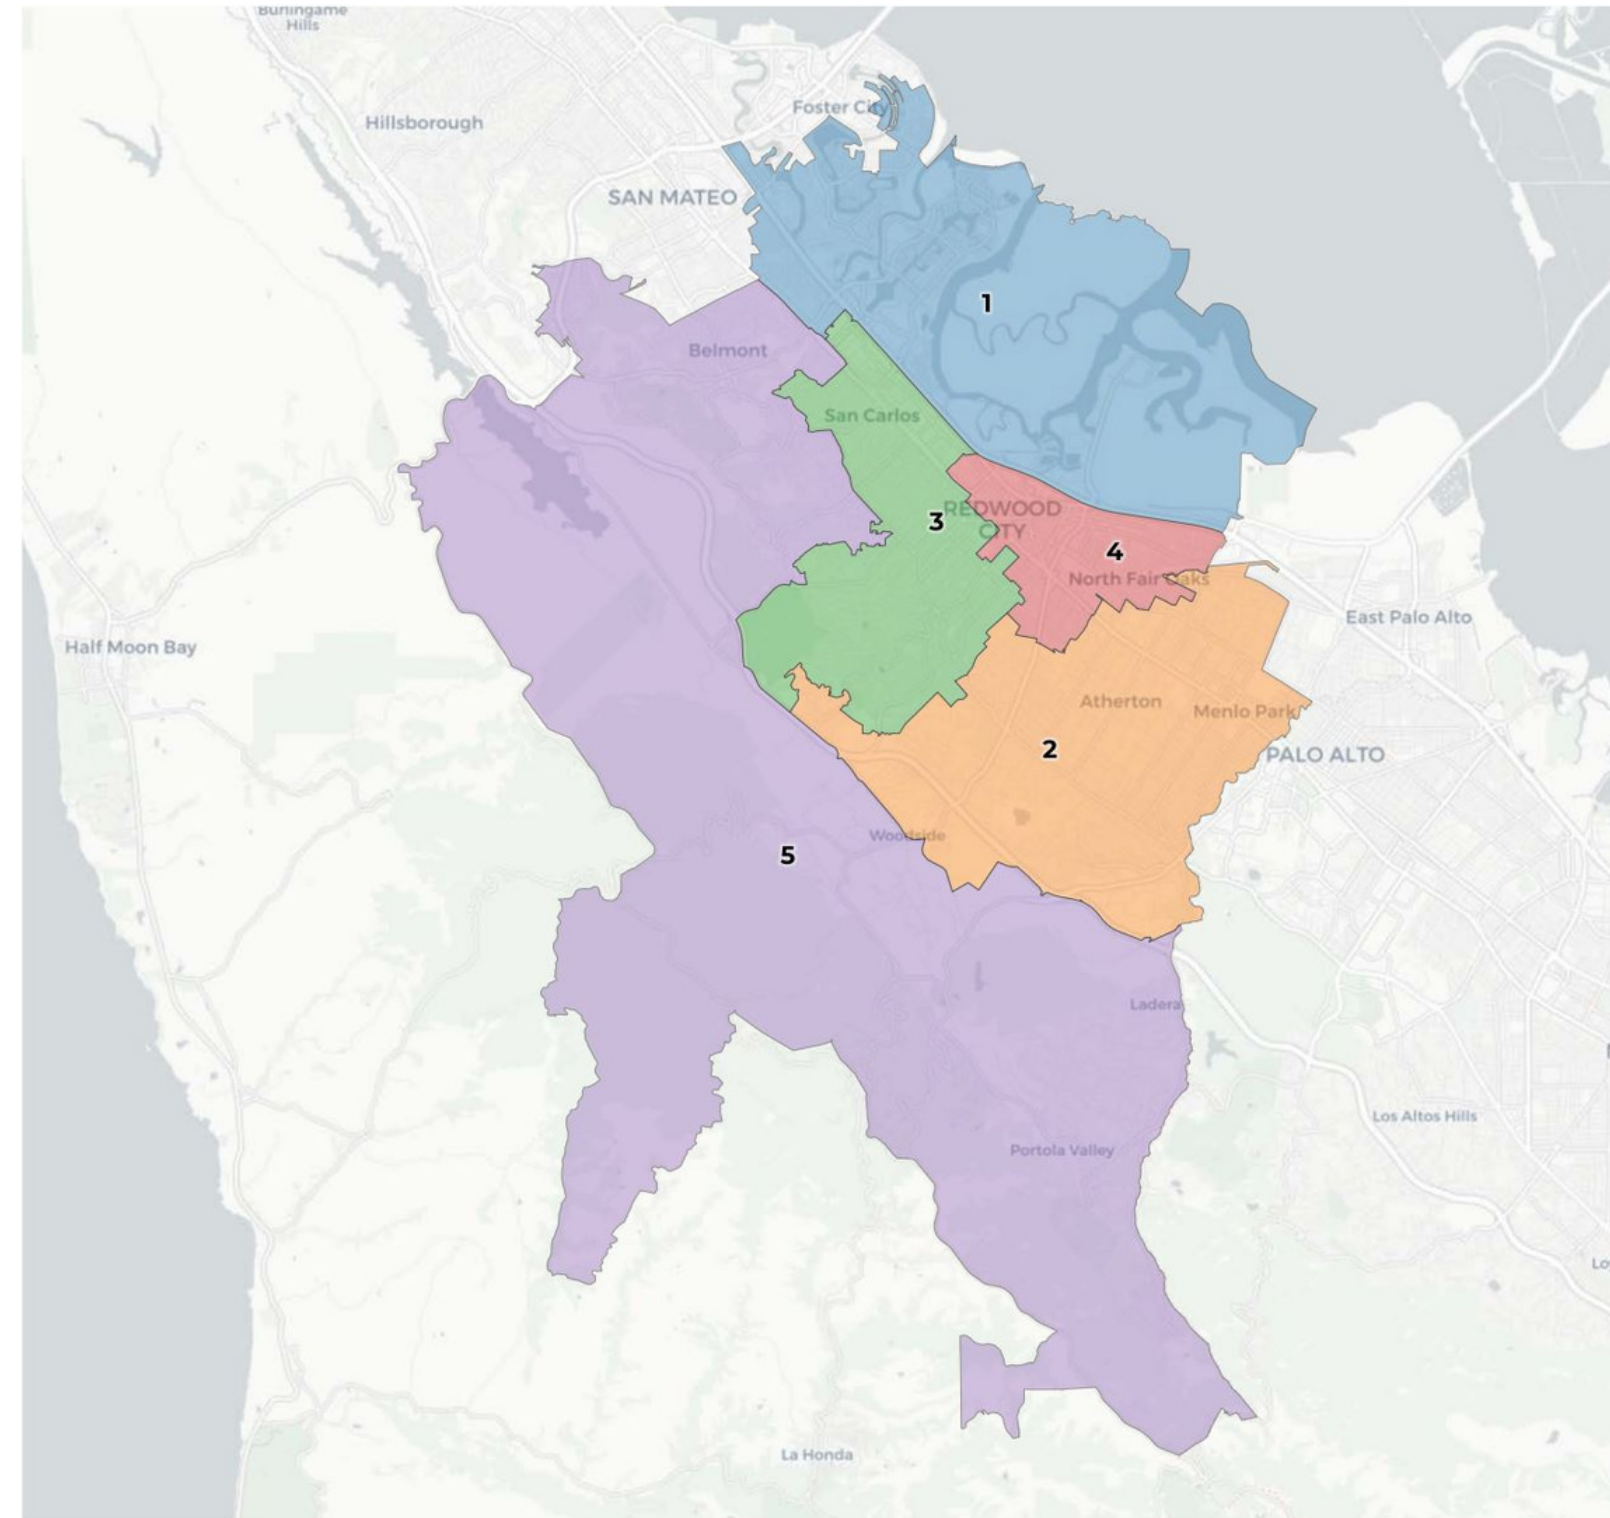 Burlingame
Hills
Foster City
Hillsborough
SAN MATEO
1
Belmont
San Carlos
REDWOOD
CITY
3
4
North Fair Oaks
East Palo Alto
Half Moon Bay
Atherton
Menlo Park
2
PALO ALTO
Woodside
5
Ladera
Los Altos Hills
Portola Valley
La Honda